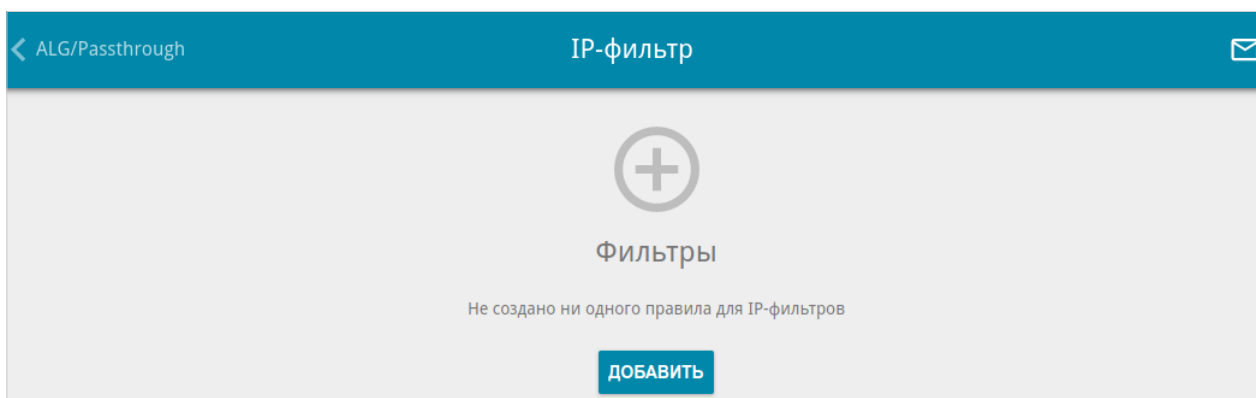 ALG/Passthrough
IP-фильтр
Фильтры
Не создано ни одного правила для IP-фильтров
ДОБАВИТЬ